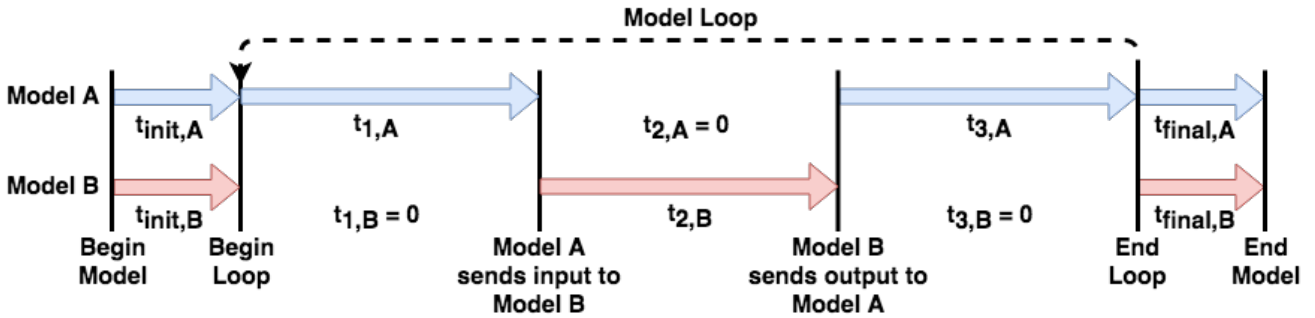 Model Loop
Model A
t_init,A
t_1,A
t_2,A = 0
t_3,A
t_final,A
Model B
t_init,B
t_1,B = 0
t_2,B
t_3,B = 0
t_final,B
Begin
Model
Begin
Loop
Model A
sends input to
Model B
Model B
sends output to
Model A
End
Loop
End
Model